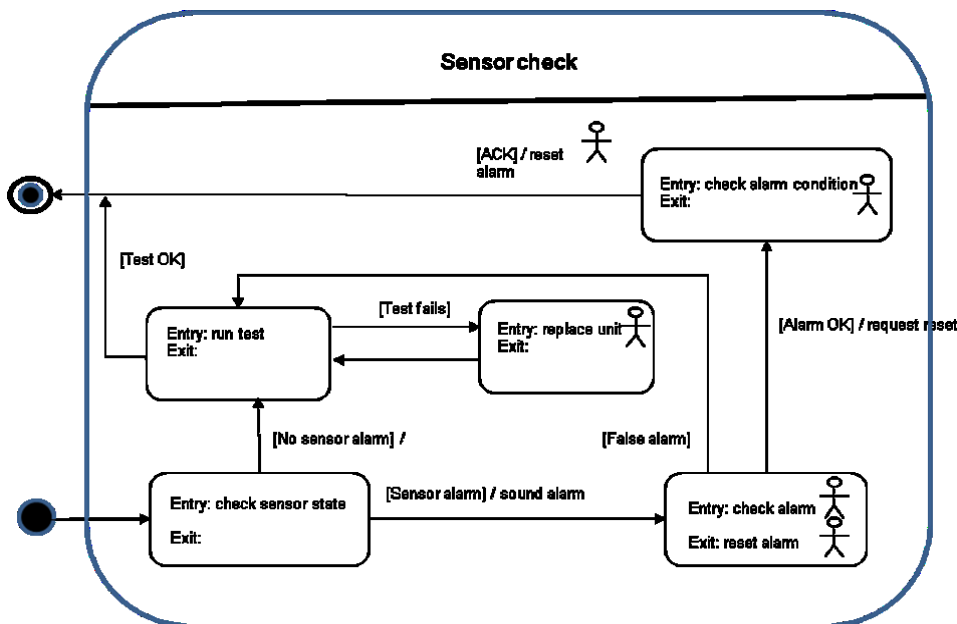 Sensor check
[ACK] / reset
alarm
Entry: check alarm condition
Exit:
[Test OK]
[Test fails]
[Alarm OK] / request reset
Entry: run test
Exit:
Entry: replace unit
Exit:
[No sensor alarm] /
[False alarm]
Entry: check sensor state
Exit:
[Sensor alarm] / sound alarm
Entry: check alarm
Exit: reset alarm